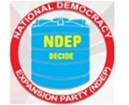 NATIONAL DEMOCRACY
NDEP
DECIDE
EXPANSION PARTY (NDEP)